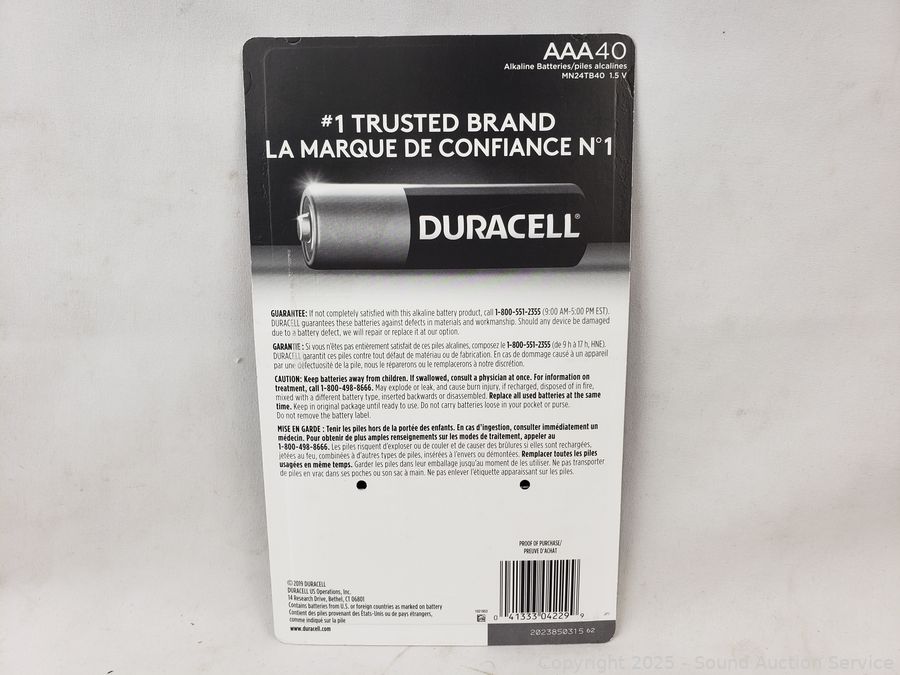 AAA40
Alkaline Batteries/piles alcalines
MN24TB40 1.5 V
#1 TRUSTED BRAND
LA MARQUE DE CONFIANCE N°1
DURACELL®
GUARANTEE: If not completely satisfied with this alkaline battery product, call 1-800-551-2355 (9:00 AM-5:00 PM EST).
DURACELL guarantees these batteries against defects in materials and workmanship. Should any device be damaged
due to a battery defect, we will repair or replace it at our option.
GARANTIE : Si vous n'êtes pas entièrement satisfait de ces piles alcalines, composez le 1-800-551-2355 (de 9 h à 17 h, HNE).
DURACELL garantit ces piles contre tout défaut de matériau ou de fabrication. En cas de dommage causé à un appareil
par une défectuosité de la pile, nous le réparerons ou le remplacerons à notre discrétion.
CAUTION: Keep batteries away from children. If swallowed, consult a physician at once. For information on
treatment, call 1-800-498-8666. May explode or leak, and cause burn injury, if recharged, disposed of in fire,
mixed with a different battery type, inserted backwards or disassembled. Replace all used batteries at the same
time. Keep in original package until ready to use. Do not carry batteries loose in your pocket or purse.
Do not remove the battery label.
MISE EN GARDE : Tenir les piles hors de la portée des enfants. En cas d'ingestion, consulter immédiatement un
médecin. Pour obtenir de plus amples renseignements sur les modes de traitement, appeler au
1-800-498-8666. Les piles risquent d'exploser ou de couler et de causer des brûlures si elles sont rechargées,
jetées au feu, combinées à d'autres types de piles, insérées à l'envers ou démontées. Remplacer toutes les piles
usagées en même temps. Garder les piles dans leur emballage jusqu'au moment de les utiliser. Ne pas transporter
de piles en vrac dans ses poches ou son sac à main. Ne pas enlever l'étiquette apparaissant sur les piles.
PROOF OF PURCHASE/
PREUVE D'ACHAT
© 2019 DURACELL
DURACELL US Operations, Inc.
14 Research Drive, Bethel, CT 06801
Contains batteries from U.S. or foreign countries as marked on battery
Contient des piles provenant des États-Unis ou de pays étrangers,
comme indiqué sur la pile
www.duracell.com
0 41333 04229 9
2023850315 62
Copyright 2025 - Sound Auction Service